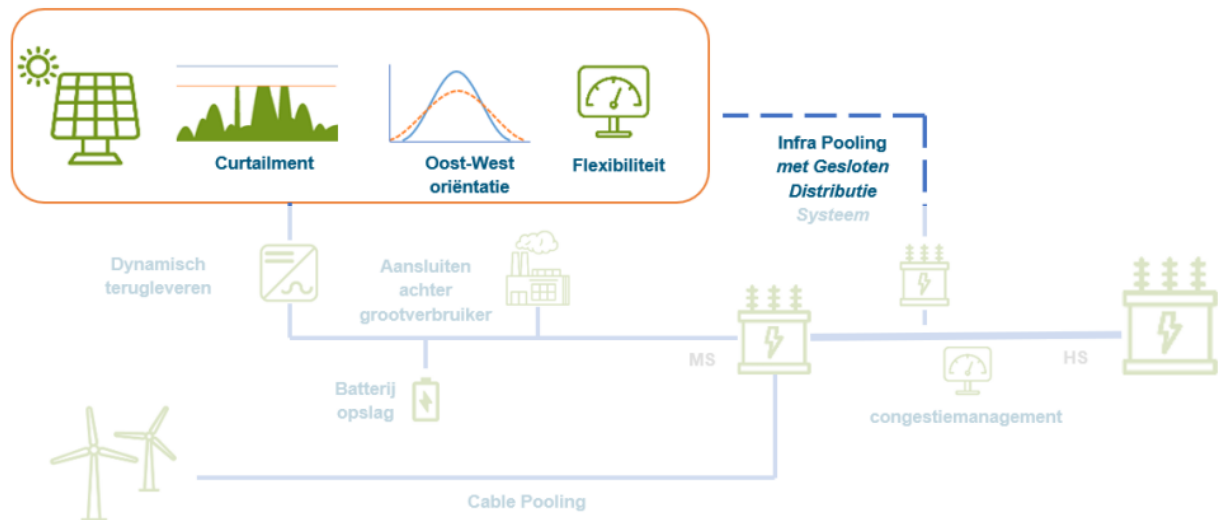 Curtailment
Oost-West
oriëntatie
Flexibiliteit
Infra Pooling
met Gesloten
Distributie
Systeem
Dynamisch
terugleveren
Aansluiten
achter
grootverbruiker
MS
HS
Batterij
opslag
congestiemanagement
Cable Pooling